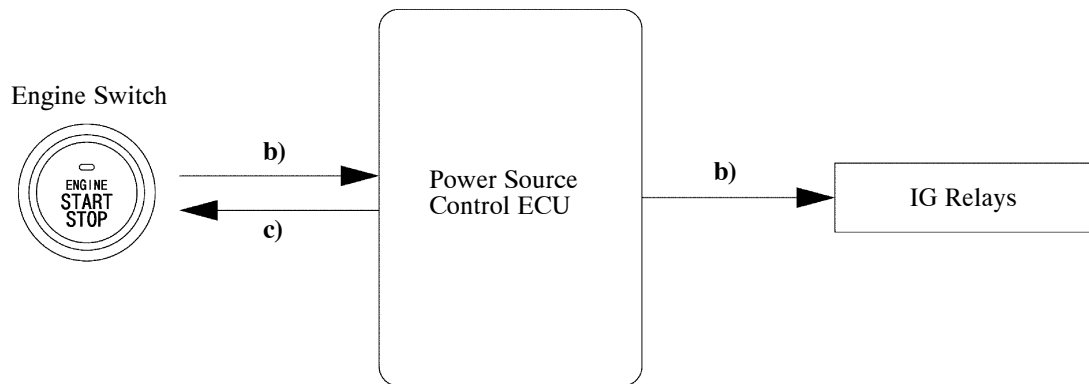 Engine Switch
ENGINE
START
STOP
b)
c)
Power Source
Control ECU
b)
IG Relays